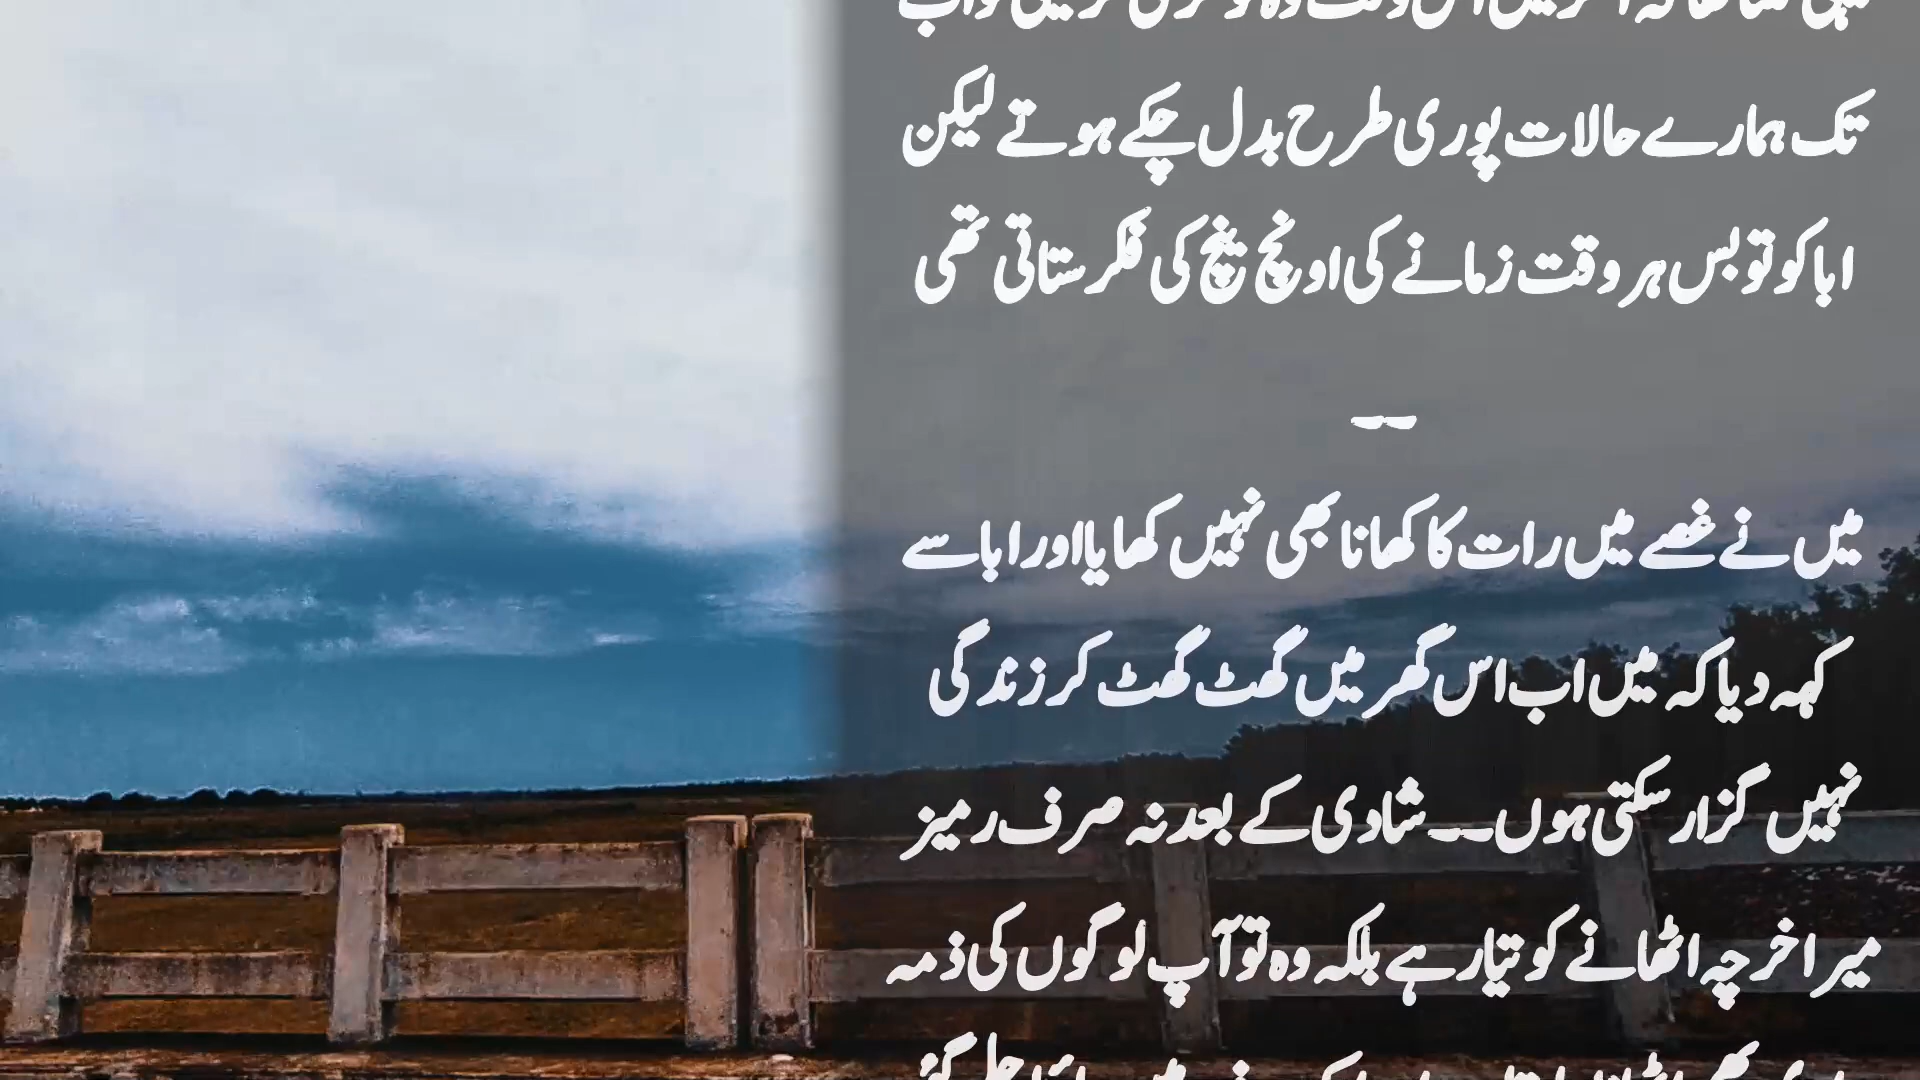 تک ہمارے حالات پوری طرح بدل چکے ہوتے لیکن
ابا کو تو بس ہر وقت زمانے کی اونچ نیچ کی فکر ستاتی تھی
۔۔
میں نے غصے میں رات کا کھانا بھی نہیں کھایا اور ابا سے
کہہ دیا کہ میں اب اس گھر میں گھٹ گھٹ کر زندگی
نہیں گزار سکتی ہوں۔۔شادی کے بعد نہ صرف رمیز
میرا خرچہ اٹھانے کو تیار ہے بلکہ وہ تو آپ لوگوں کی ذمہ